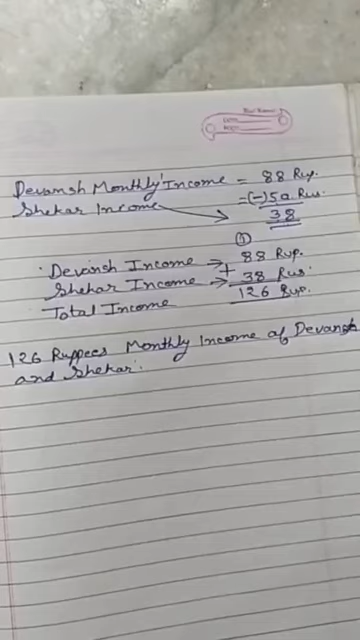 Devansh Monthly Income = 88 Rup.
Shekar Income = (-) 50 Rus.
38
①
Devansh Income → 88 Rup.
Shekar Income → + 38 Rus.
Total Income 126 Rup.
126 Ruppees Monthly Income of Devansh
and Shekar.